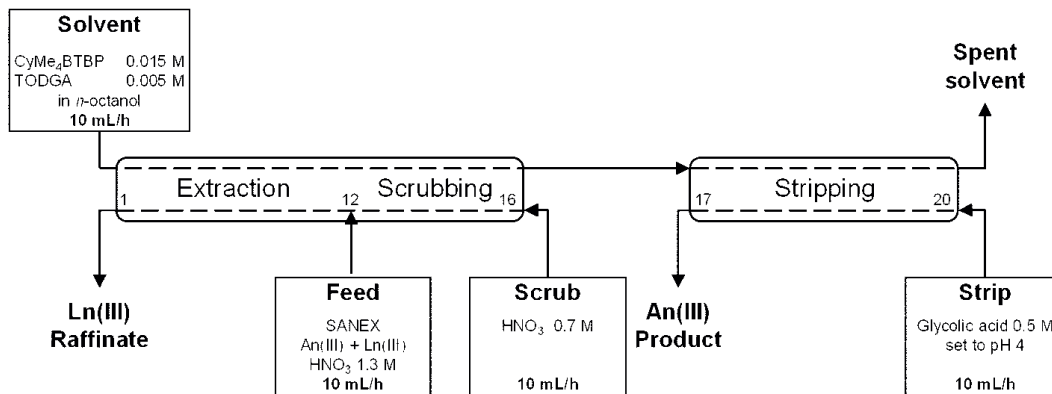 Solvent
CyMe₄BTBP 0.015 M
TODGA 0.005 M
in n-octanol
10 mL/h
Spent
solvent
Extraction
Scrubbing
Stripping
1
12
16
17
20
Ln(III)
Raffinate
Feed
SANEX
An(III) + Ln(III)
HNO₃ 1.3 M
10 mL/h
Scrub
HNO₃ 0.7 M
10 mL/h
An(III)
Product
Strip
Glycolic acid 0.5 M
set to pH 4
10 mL/h